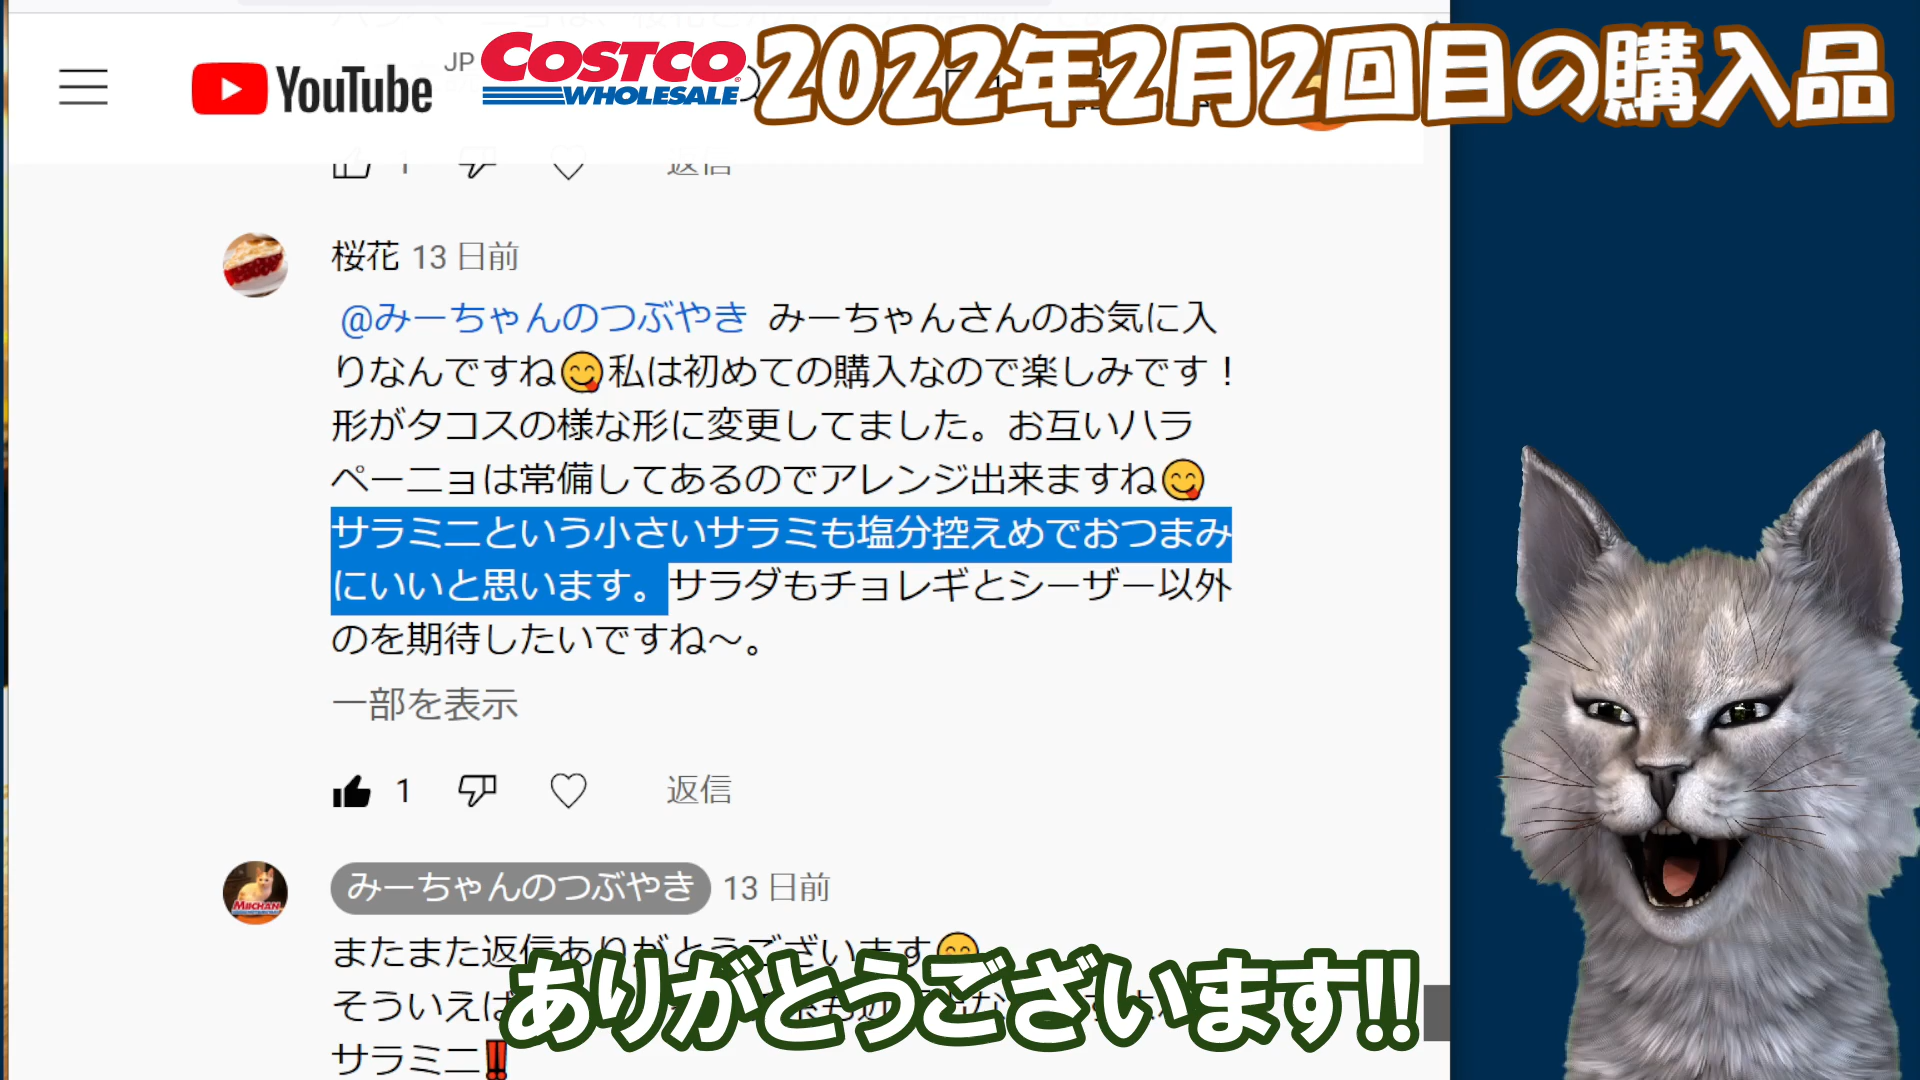 YouTube JP
COSTCO
WHOLESALE
2022年2月2回目の購入品
1 返信
桜花 13 日前
@みーちゃんのつぶやき みーちゃんさんのお気に入
りなんですね😋私は初めての購入なので楽しみです！
形がタコスの様な形に変更してました。お互いハラ
ペーニョは常備してあるのでアレンジ出来ますね😋
サラミニという小さいサラミも塩分控えめでおつまみ
にいいと思います。サラダもチョレギとシーザー以外
のを期待したいですね〜。
一部を表示
1 返信
MIICHAN
みーちゃんのつぶやき 13 日前
またまた返信ありがとうございます😋
そういえば
サラミニ‼
ありがとうございます!!